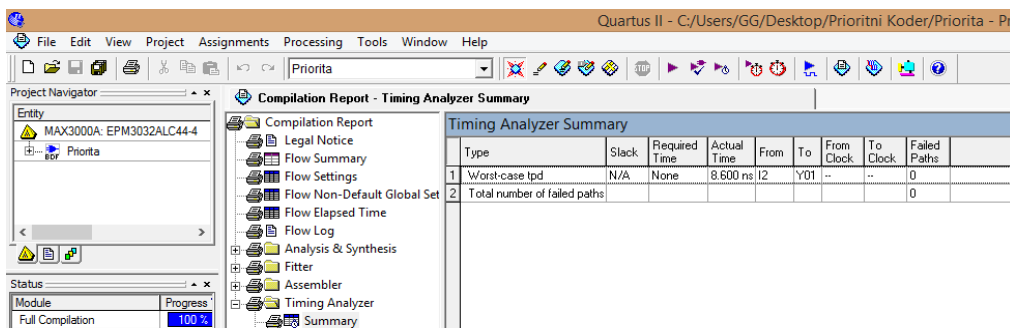 Quartus II - C:/Users/GG/Desktop/Prioritni Koder/Priorita - Pr
File Edit View Project Assignments Processing Tools Window Help
Priorita
STOP
Project Navigator
Compilation Report - Timing Analyzer Summary
Entity
MAX3000A: EPM3032ALC44-4
BDF Priorita
Compilation Report
Legal Notice
Flow Summary
Flow Settings
Flow Non-Default Global Set
Flow Elapsed Time
Flow Log
Analysis & Synthesis
Fitter
Assembler
Timing Analyzer
Summary
Timing Analyzer Summary
Type Slack Required Time Actual Time From To From Clock To Clock Failed Paths
1 Worst-case tpd N/A None 8.600 ns I2 Y01 -- -- 0
2 Total number of failed paths 0
Status
Module Progress
Full Compilation 100 %